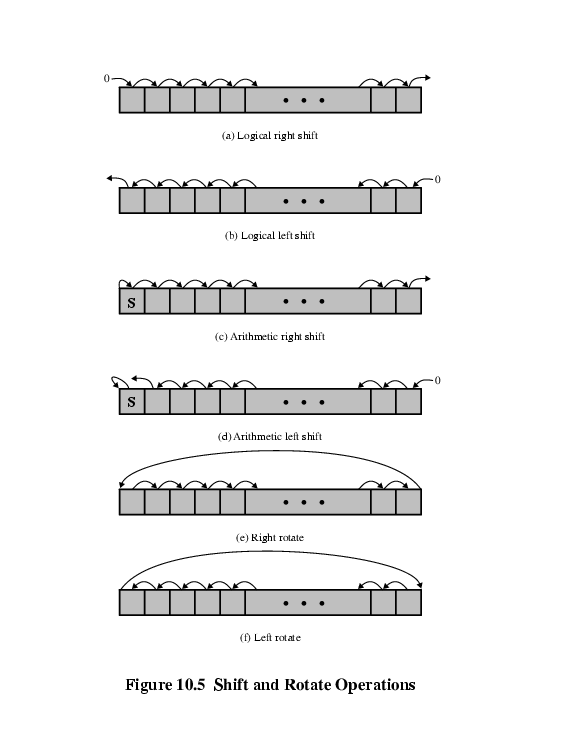 0
• • •
(a) Logical right shift
0
• • •
(b) Logical left shift
S
• • •
(c) Arithmetic right shift
0
S
• • •
(d) Arithmetic left shift
• • •
(e) Right rotate
• • •
(f) Left rotate
Figure 10.5 Shift and Rotate Operations